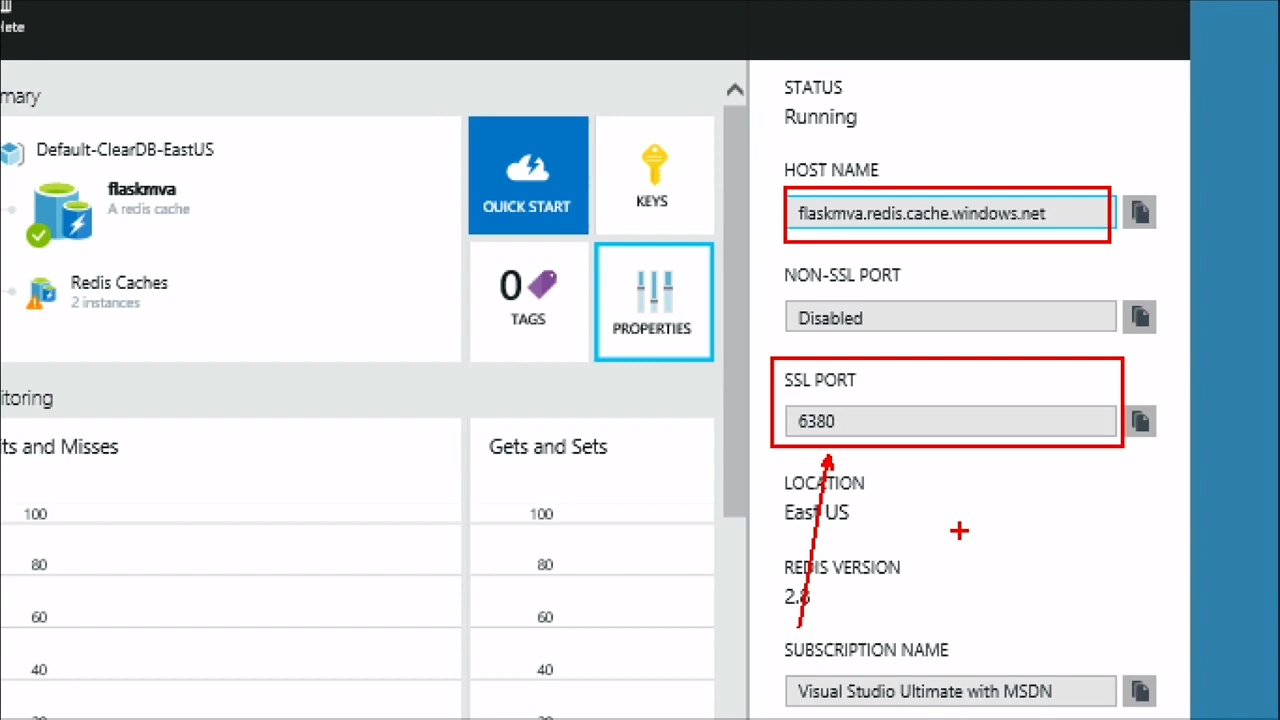 lete
mary
Default-ClearDB-EastUS
flaskmva
A redis cache
Redis Caches
2 instances
QUICK START
KEYS
0
TAGS
PROPERTIES
itoring
its and Misses
100
80
60
40
Gets and Sets
100
80
60
40
STATUS
Running
HOST NAME
flaskmva.redis.cache.windows.net
NON-SSL PORT
Disabled
SSL PORT
6380
LOCATION
East US
REDIS VERSION
2.8
SUBSCRIPTION NAME
Visual Studio Ultimate with MSDN